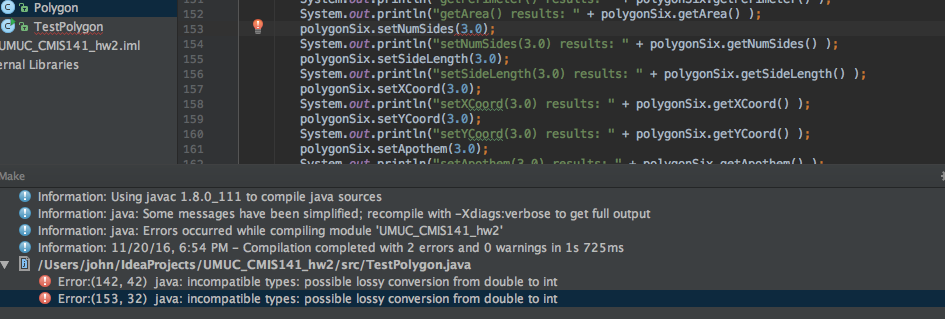 Polygon
TestPolygon
UMUC_CMIS141_hw2.iml
ernal Libraries
152 System.out.println("getArea() results: " + polygonSix.getArea() );
153 polygonSix.setNumSides(3.0);
154 System.out.println("setNumSides(3.0) results: " + polygonSix.getNumSides() );
155 polygonSix.setSideLength(3.0);
156 System.out.println("setSideLength(3.0) results: " + polygonSix.getSideLength() );
157 polygonSix.setXCoord(3.0);
158 System.out.println("setXCoord(3.0) results: " + polygonSix.getXCoord() );
159 polygonSix.setYCoord(3.0);
160 System.out.println("setYCoord(3.0) results: " + polygonSix.getYCoord() );
161 polygonSix.setApothem(3.0);
162 System.out.println("setApothem(3.0) results: " + polygonSix.getApothem() );
Make
Information: Using javac 1.8.0_111 to compile java sources
Information: java: Some messages have been simplified; recompile with -Xdiags:verbose to get full output
Information: java: Errors occurred while compiling module 'UMUC_CMIS141_hw2'
Information: 11/20/16, 6:54 PM - Compilation completed with 2 errors and 0 warnings in 1s 725ms
/Users/john/IdeaProjects/UMUC_CMIS141_hw2/src/TestPolygon.java
Error:(142, 42) java: incompatible types: possible lossy conversion from double to int
Error:(153, 32) java: incompatible types: possible lossy conversion from double to int